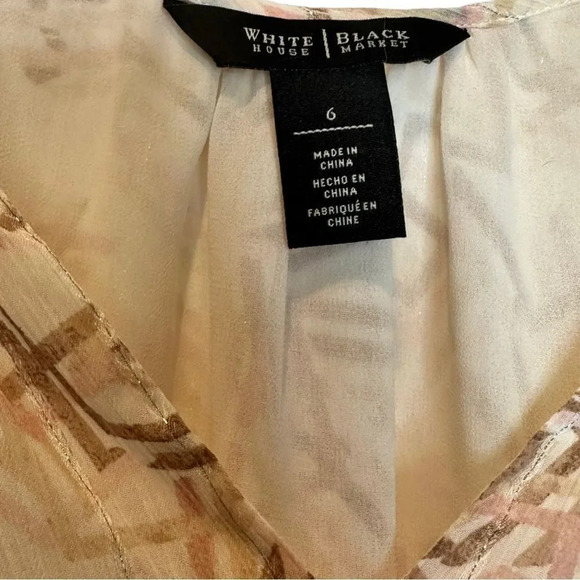 WHITE | BLACK
HOUSE | MARKET
6
MADE IN
CHINA
HECHO EN
CHINA
FABRIQUÉ EN
CHINE